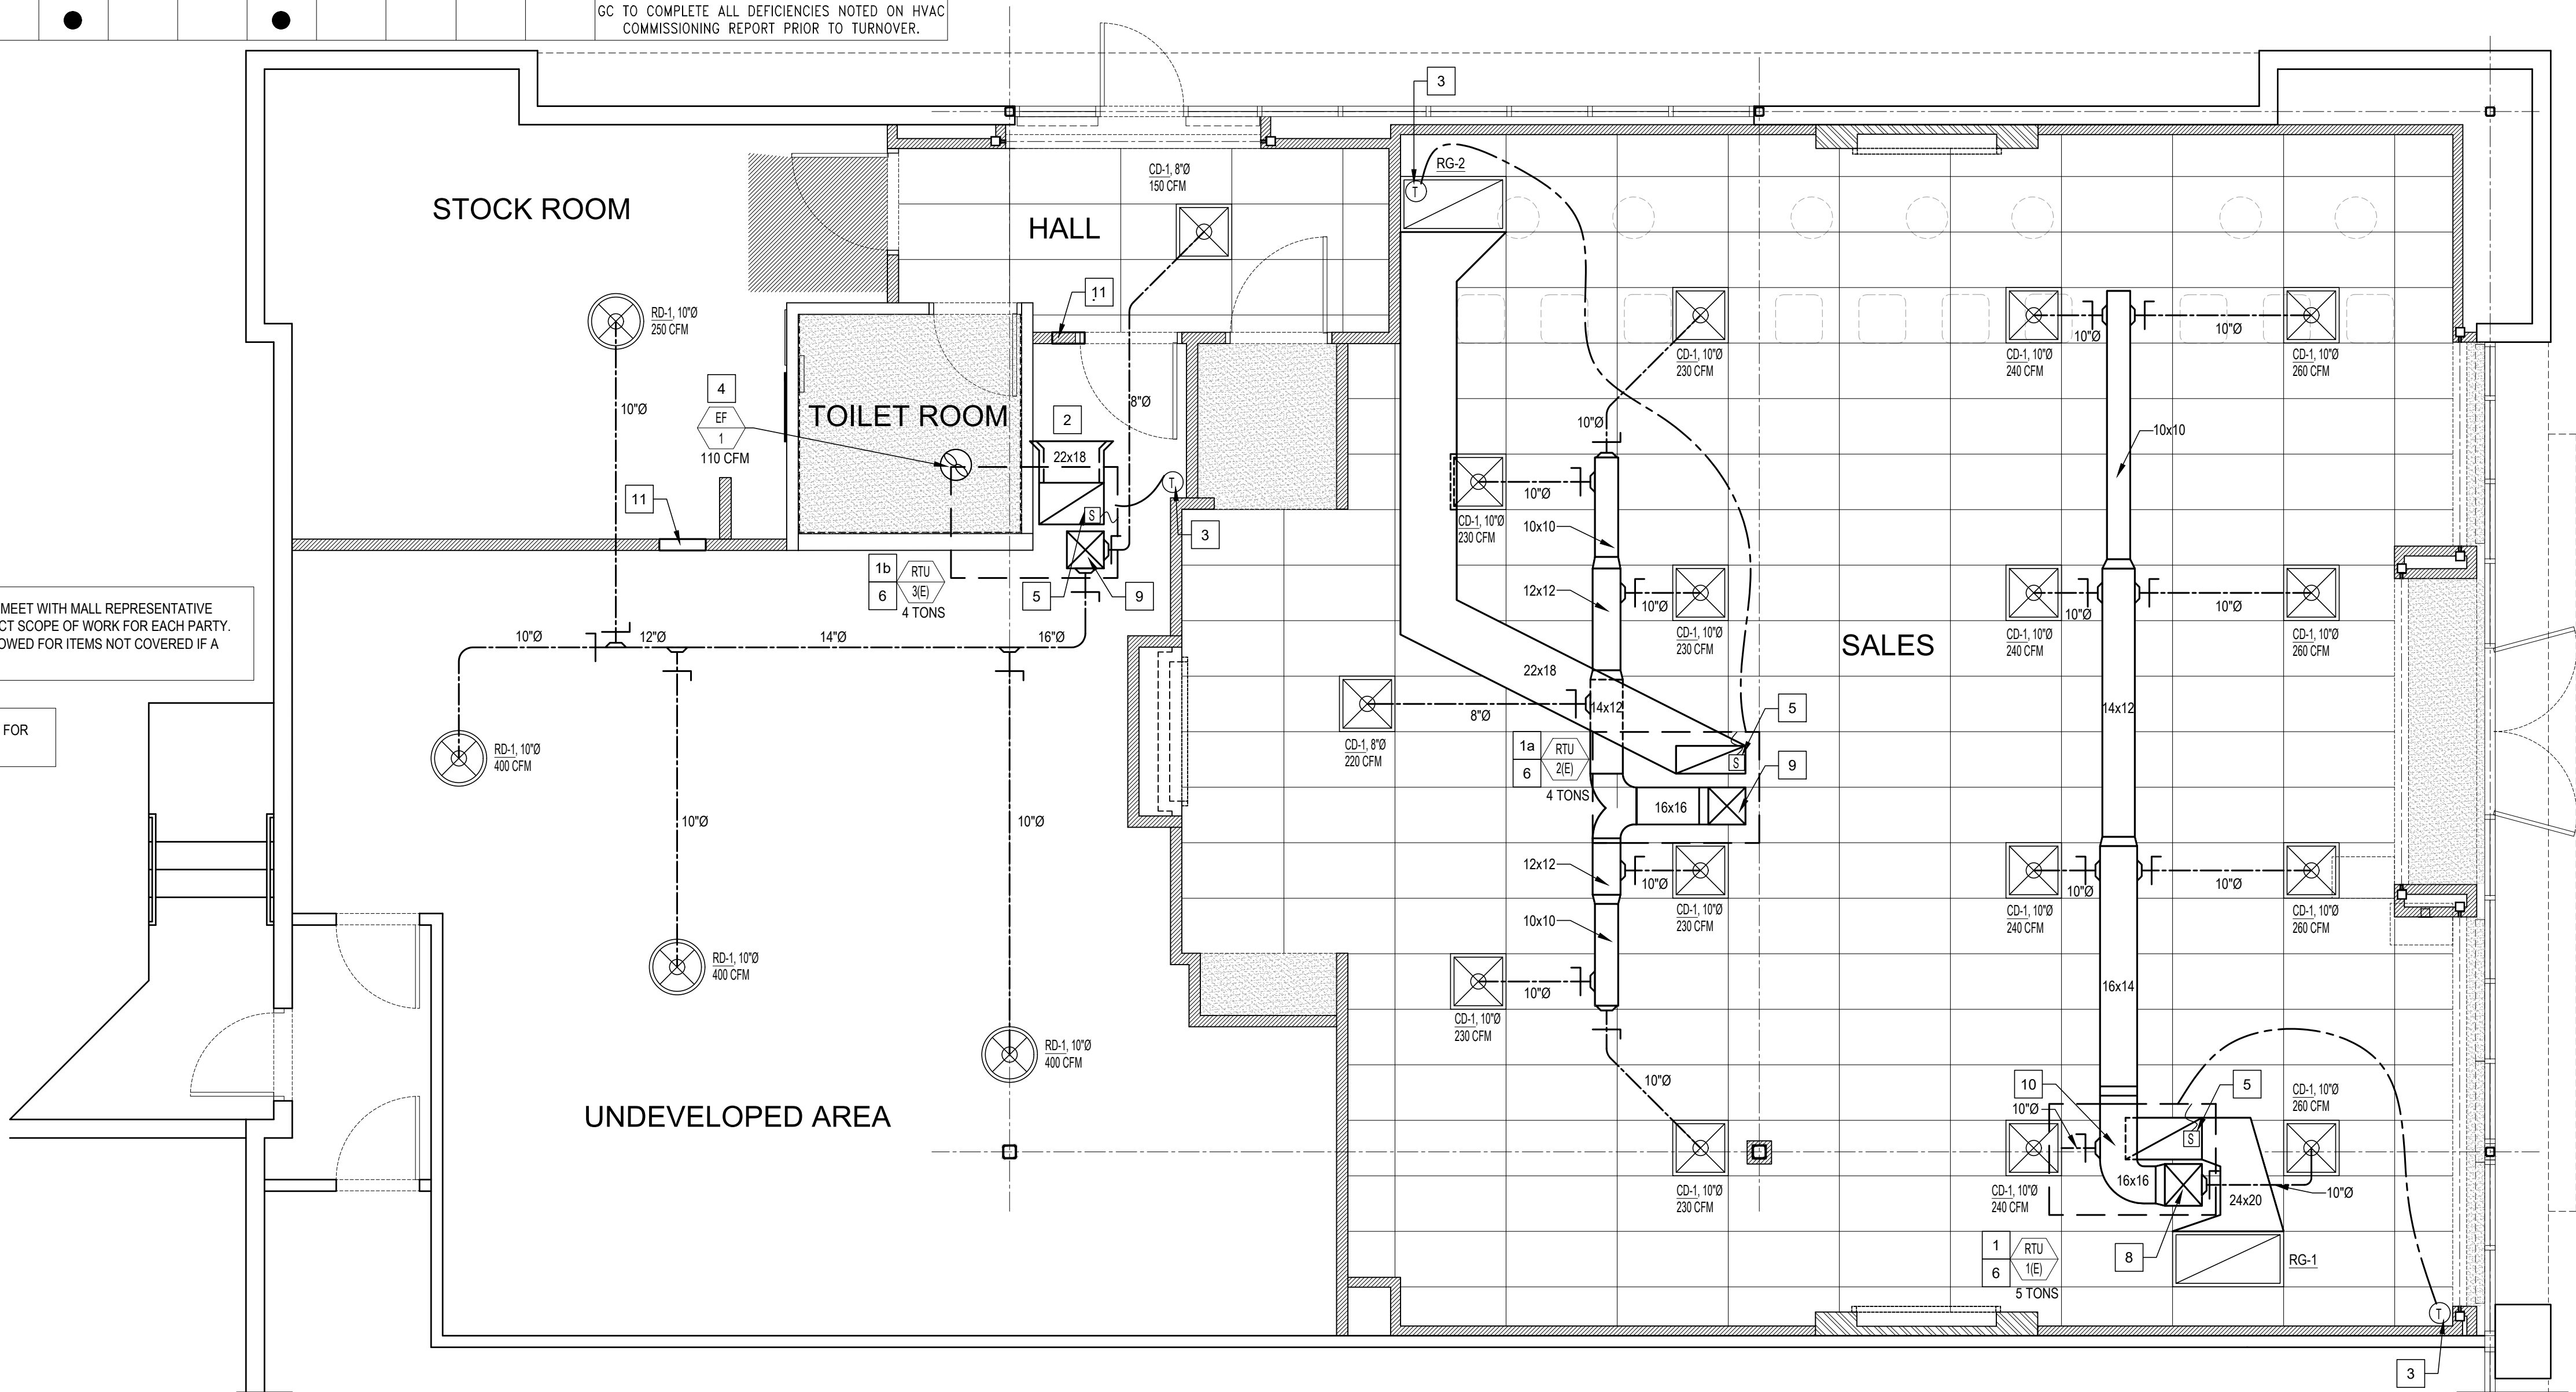 GC TO COMPLETE ALL DEFICIENCIES NOTED ON HVAC
COMMISSIONING REPORT PRIOR TO TURNOVER.
3
RG-2
T
CD-1, 8"Ø
150 CFM
STOCK ROOM
HALL
11
RD-1, 10"Ø
250 CFM
10"Ø
10"Ø
CD-1, 10"Ø
230 CFM
CD-1, 10"Ø
240 CFM
CD-1, 10"Ø
260 CFM
4
EF
1
110 CFM
TOILET ROOM
2
8"Ø
22x18
10"Ø
10"Ø
10x10
11
T
S
3
10"Ø
CD-1, 10"Ø
230 CFM
10x10
1b
6
RTU
3(E)
4 TONS
5
9
12x12
10"Ø
CD-1, 10"Ø
230 CFM
10"Ø
CD-1, 10"Ø
240 CFM
10"Ø
CD-1, 10"Ø
260 CFM
MEET WITH MALL REPRESENTATIVE
CT SCOPE OF WORK FOR EACH PARTY.
OWED FOR ITEMS NOT COVERED IF A
10"Ø
12"Ø
14"Ø
16"Ø
SALES
22x18
FOR
RD-1, 10"Ø
400 CFM
8"Ø
14x12
14x12
5
CD-1, 8"Ø
220 CFM
1a
6
RTU
2(E)
4 TONS
S
9
16x16
10"Ø
10"Ø
12x12
10"Ø
10"Ø
10"Ø
CD-1, 10"Ø
230 CFM
CD-1, 10"Ø
240 CFM
CD-1, 10"Ø
260 CFM
10x10
RD-1, 10"Ø
400 CFM
10"Ø
16x14
CD-1, 10"Ø
230 CFM
RD-1, 10"Ø
400 CFM
10"Ø
10
5
10"Ø
CD-1, 10"Ø
260 CFM
UNDEVELOPED AREA
S
16x16
24x20
10"Ø
CD-1, 10"Ø
230 CFM
CD-1, 10"Ø
240 CFM
1
6
RTU
1(E)
5 TONS
8
RG-1
T
3